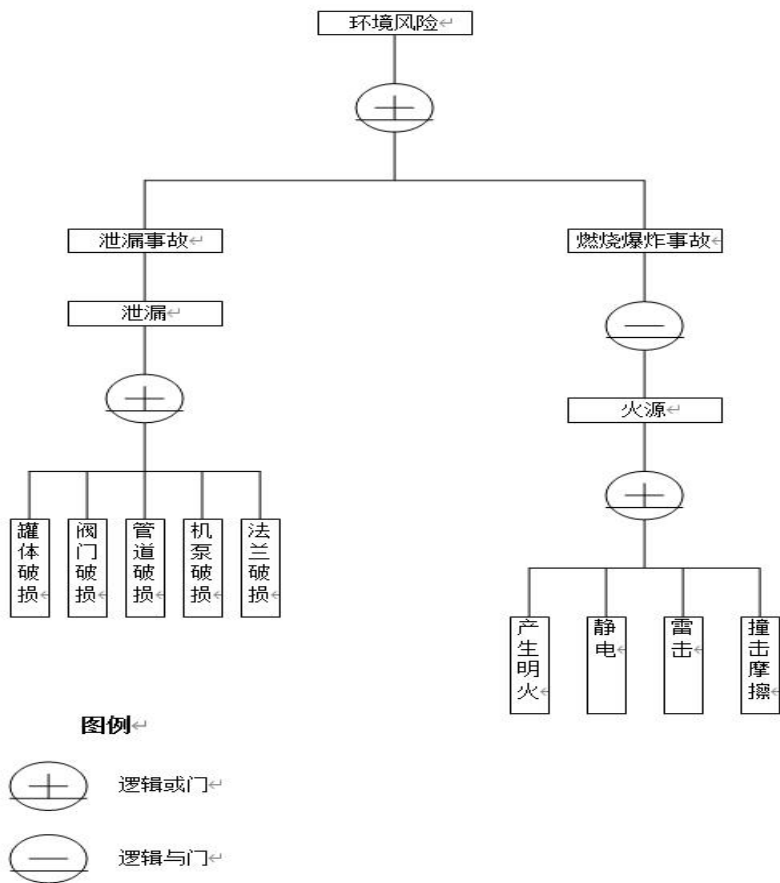 环境风险
泄漏事故
燃烧爆炸事故
泄漏
火源
罐体破损
阀门破损
管道破损
机泵破损
法兰破损
产生明火
静电
雷击
撞击摩擦
图例
逻辑或门
逻辑与门